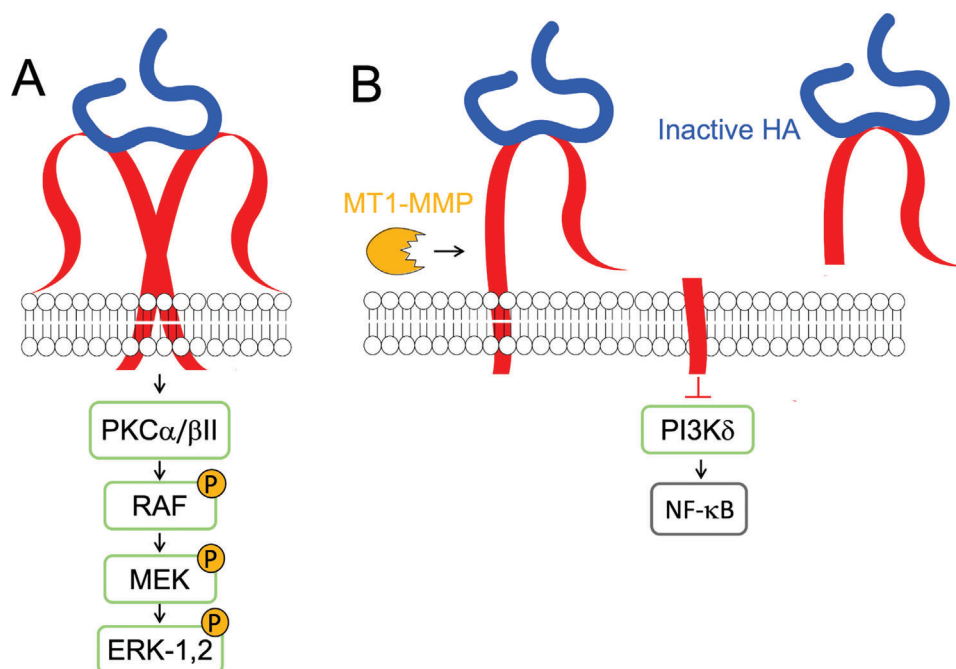 A
PKCα/βII
RAF
P
MEK
P
ERK-1,2
P
B
Inactive HA
MT1-MMP
PI3Kδ
NF-κB